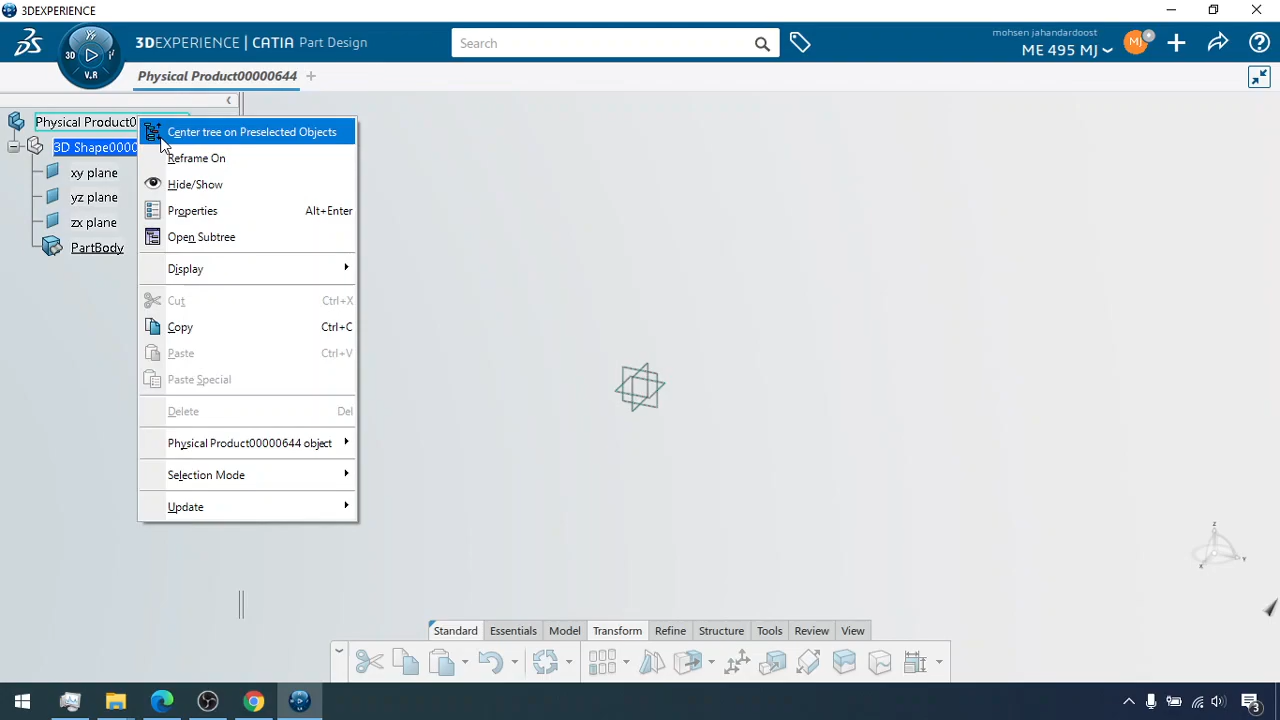 3DEXPERIENCE
3DEXPERIENCE | CATIA Part Design
Search
mohsen jahandardoost
ME 495 MJ
MJ
3D
V.R
Physical Product00000644
Physical Product0
3D Shape0000
xy plane
yz plane
zx plane
PartBody
Center tree on Preselected Objects
Reframe On
Hide/Show
Properties Alt+Enter
Open Subtree
Display
Cut Ctrl+X
Copy Ctrl+C
Paste Ctrl+V
Paste Special
Delete Del
Physical Product00000644 object
Selection Mode
Update
z
x
Y
Standard Essentials Model Transform Refine Structure Tools Review View
3